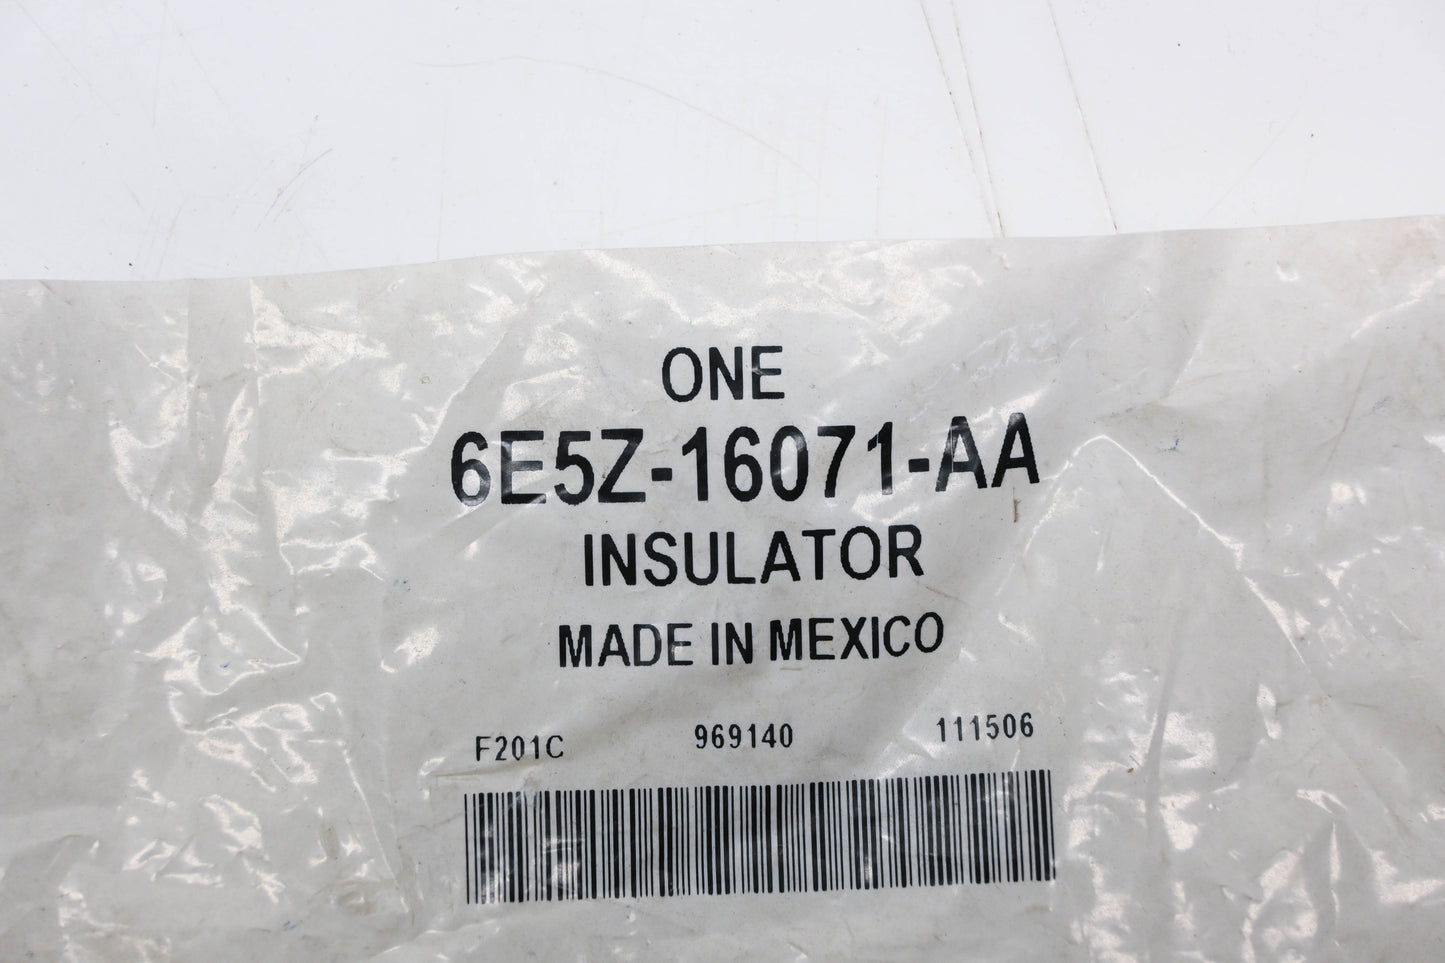 ONE
6E5Z-16071-AA
INSULATOR
MADE IN MEXICO
F201C 969140 111506